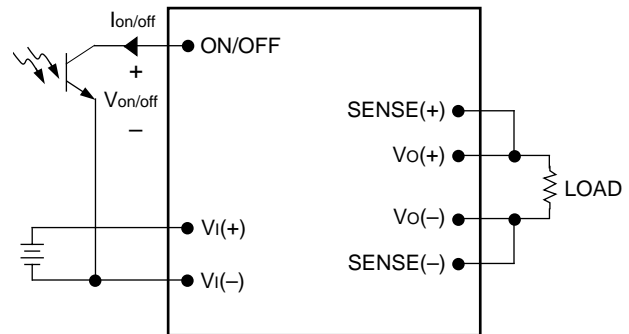 Ion/off
ON/OFF
+
Von/off
–
SENSE(+)
VO(+)
LOAD
VO(–)
SENSE(–)
VI(+)
VI(–)